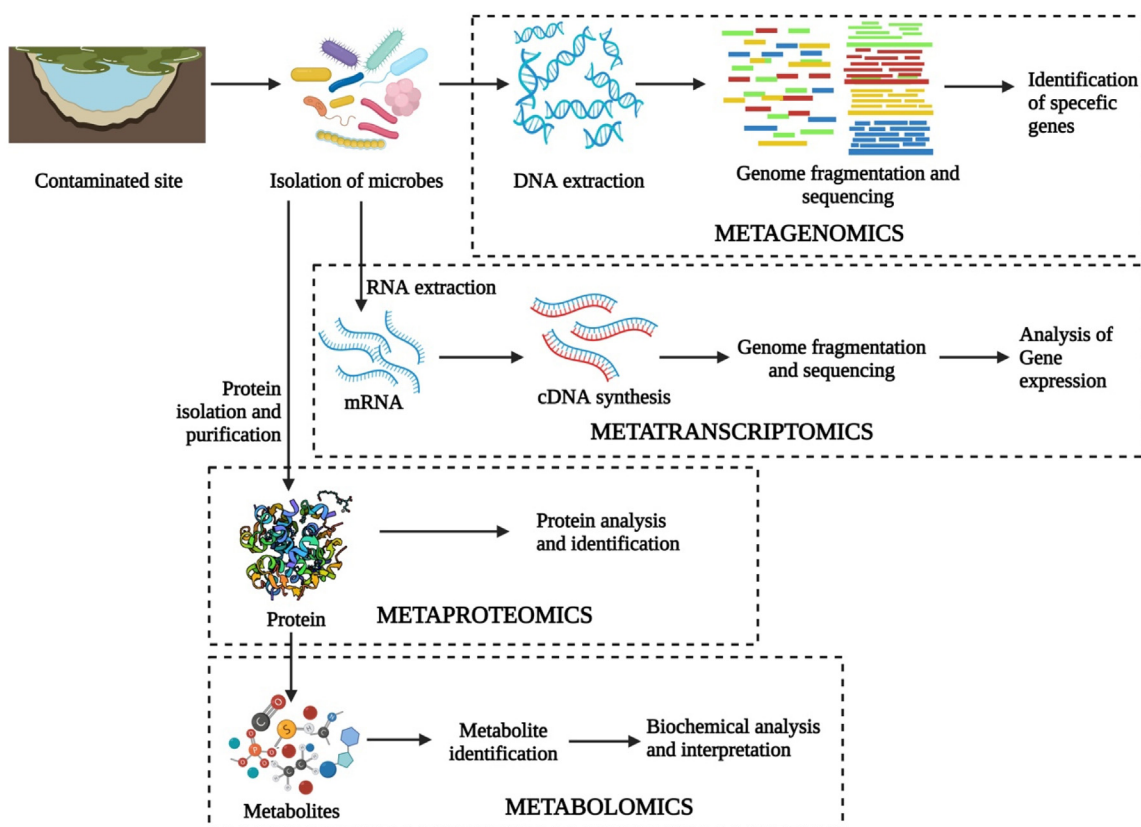 Contaminated site
Isolation of microbes
DNA extraction
Genome fragmentation and
sequencing
Identification
of specefic
genes
METAGENOMICS
RNA extraction
mRNA
cDNA synthesis
Genome fragmentation
and sequencing
Analysis of
Gene
expression
METATRANSCRIPTOMICS
Protein
isolation and
purification
Protein
Protein analysis
and identification
METAPROTEOMICS
Metabolites
Metabolite
identification
Biochemical analysis
and interpretation
METABOLOMICS